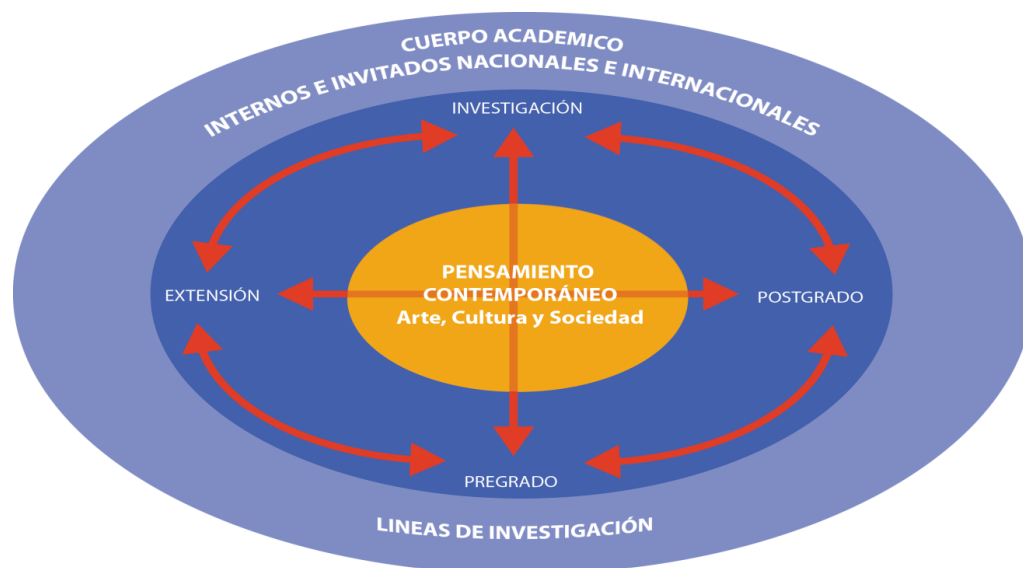 CUERPO ACADEMICO
INTERNOS E INVITADOS NACIONALES E INTERNACIONALES
INVESTIGACIÓN
PENSAMIENTO
CONTEMPORÁNEO
Arte, Cultura y Sociedad
EXTENSIÓN
POSTGRADO
PREGRADO
LINEAS DE INVESTIGACIÓN